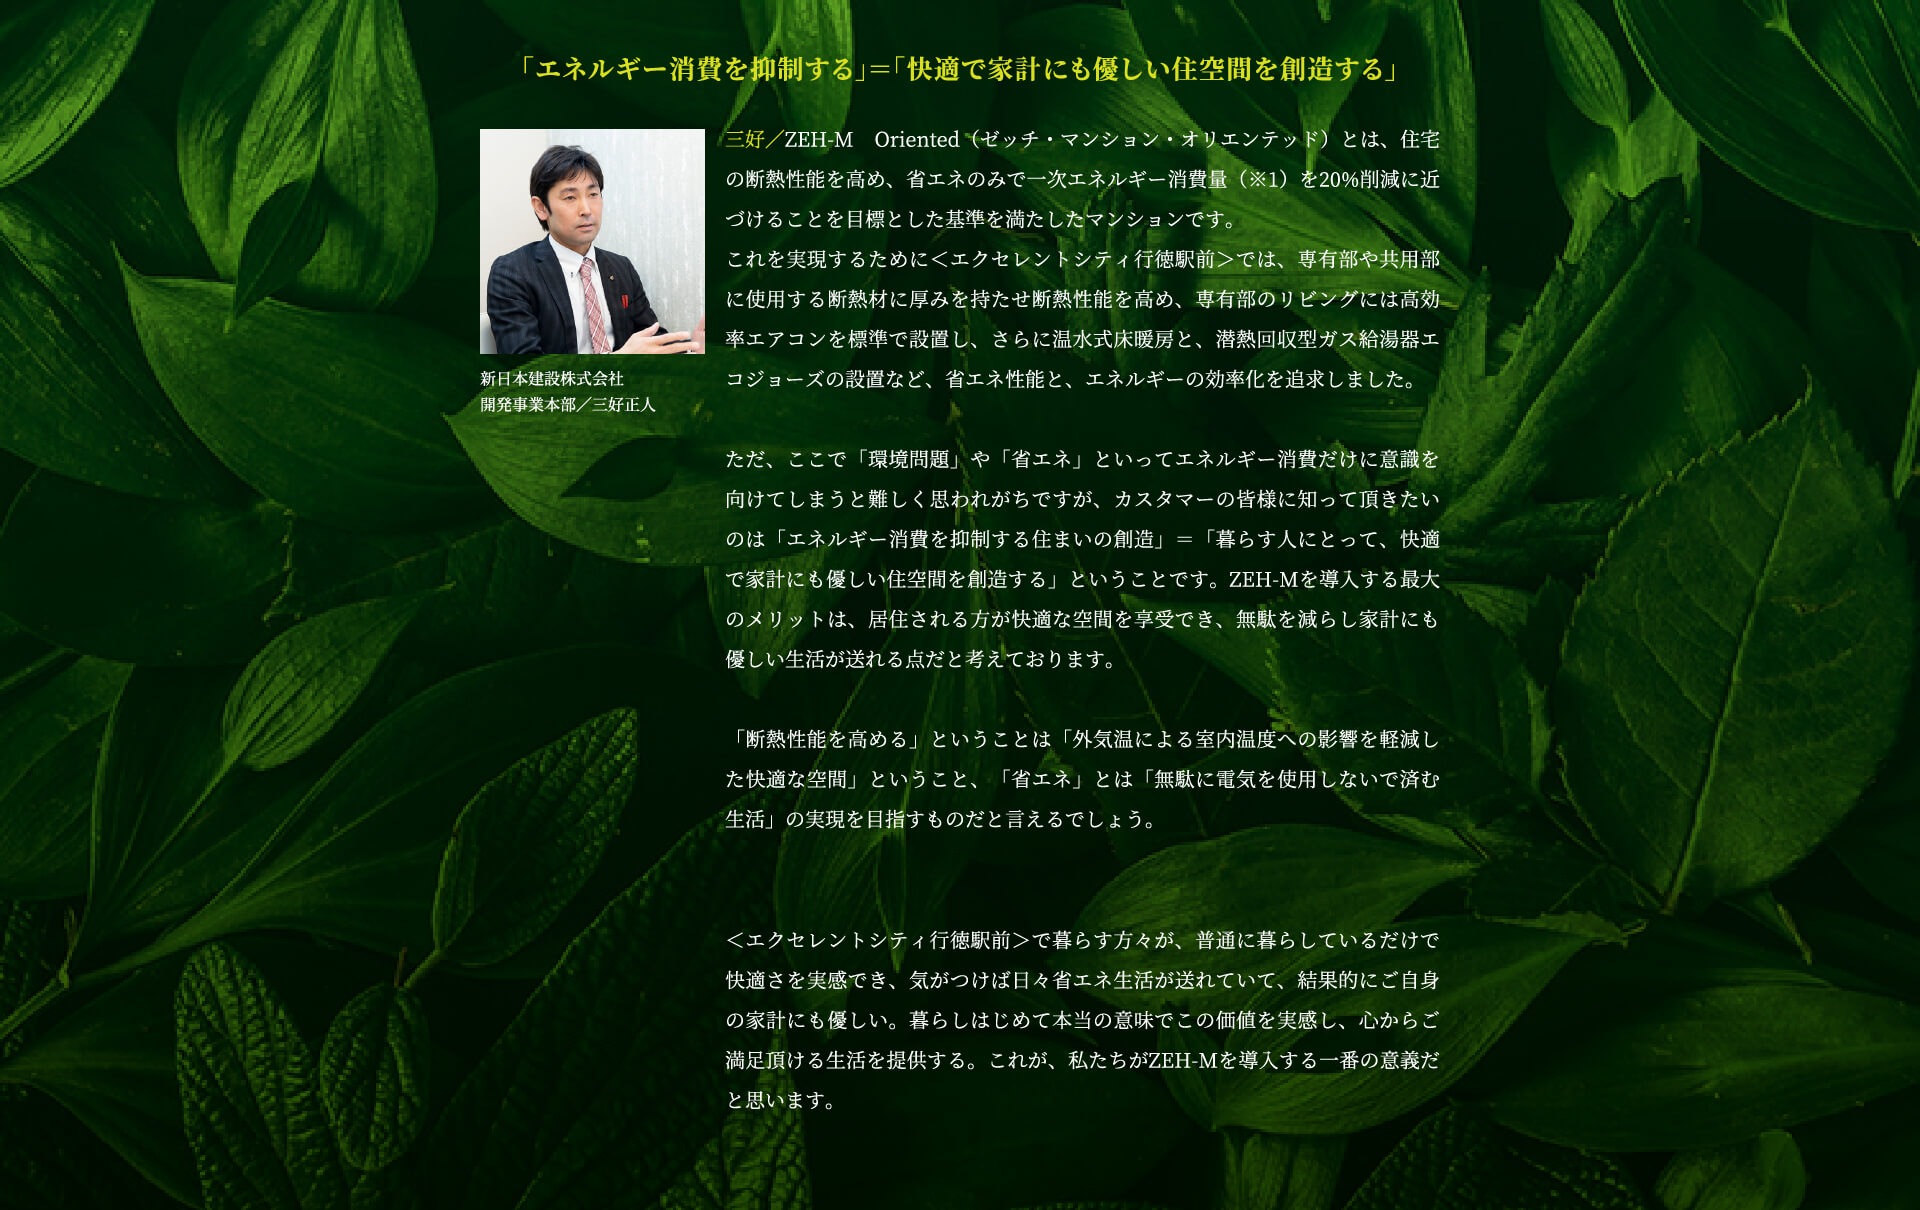 「エネルギー消費を抑制する」＝「快適で家計にも優しい住空間を創造する」
三好／ZEH-M　Oriented（ゼッチ・マンション・オリエンテッド）とは、住宅
の断熱性能を高め、省エネのみで一次エネルギー消費量（※1）を20%削減に近
づけることを目標とした基準を満たしたマンションです。
これを実現するために＜エクセレントシティ行徳駅前＞では、専有部や共用部
に使用する断熱材に厚みを持たせ断熱性能を高め、専有部のリビングには高効
率エアコンを標準で設置し、さらに温水式床暖房と、潜熱回収型ガス給湯器エ
コジョーズの設置など、省エネ性能と、エネルギーの効率化を追求しました。
新日本建設株式会社
開発事業本部／三好正人
ただ、ここで「環境問題」や「省エネ」といってエネルギー消費だけに意識を
向けてしまうと難しく思われがちですが、カスタマーの皆様に知って頂きたい
のは「エネルギー消費を抑制する住まいの創造」＝「暮らす人にとって、快適
で家計にも優しい住空間を創造する」ということです。ZEH-Mを導入する最大
のメリットは、居住される方が快適な空間を享受でき、無駄を減らし家計にも
優しい生活が送れる点だと考えております。
「断熱性能を高める」ということは「外気温による室内温度への影響を軽減し
た快適な空間」ということ、「省エネ」とは「無駄に電気を使用しないで済む
生活」の実現を目指すものだと言えるでしょう。
＜エクセレントシティ行徳駅前＞で暮らす方々が、普通に暮らしているだけで
快適さを実感でき、気がつけば日々省エネ生活が送れていて、結果的にご自身
の家計にも優しい。暮らしはじめて本当の意味でこの価値を実感し、心からご
満足頂ける生活を提供する。これが、私たちがZEH-Mを導入する一番の意義だ
と思います。